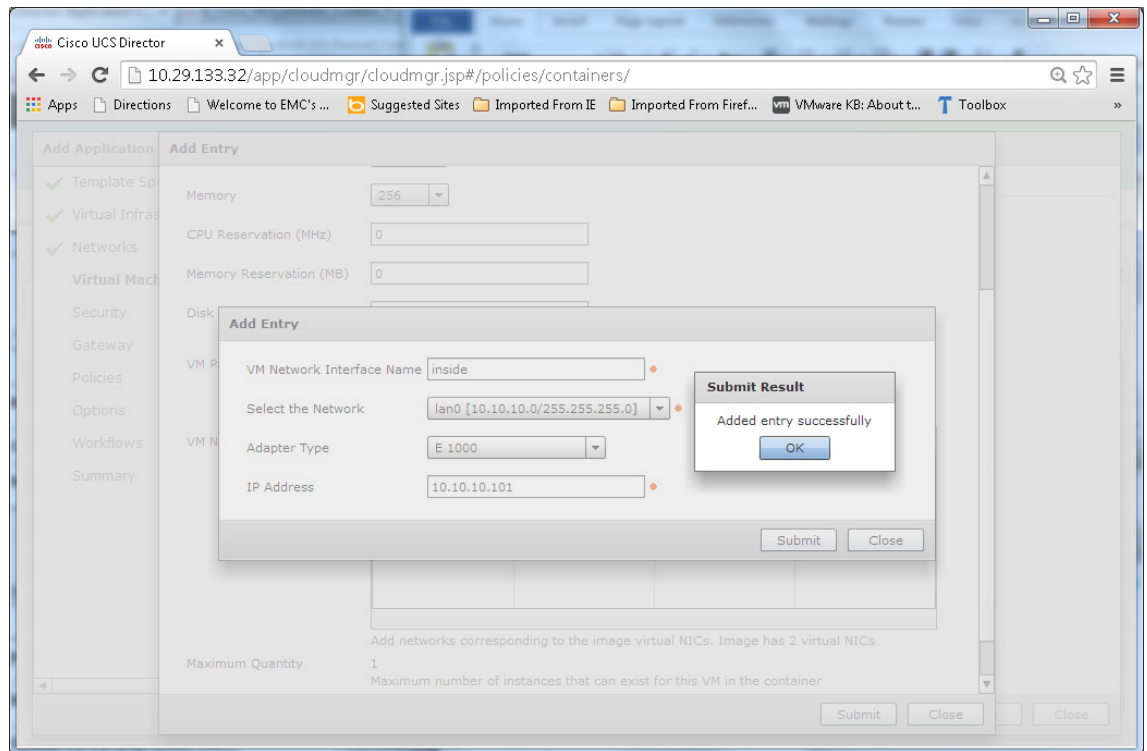 Cisco UCS Director
10.29.133.32/app/cloudmgr/cloudmgr.jsp#/policies/containers/
Apps Directions Welcome to EMC's ... Suggested Sites Imported From IE Imported From Firef... VMware KB: About t... Toolbox »
Add Application
Add Entry
Template Spe
Virtual Infras
Networks
Virtual Mach
Security
Gateway
Policies
Options
Workflows
Summary
Memory 256
CPU Reservation (MHz) 0
Memory Reservation (MB) 0
Disk
VM P
VM N
Add Entry
VM Network Interface Name inside
Select the Network lan0 [10.10.10.0/255.255.255.0]
Adapter Type E 1000
IP Address 10.10.10.101
Submit Close
Submit Result
Added entry successfully
OK
Add networks corresponding to the image virtual NICs. Image has 2 virtual NICs
Maximum Quantity 1
Maximum number of instances that can exist for this VM in the container
Submit Close
Close